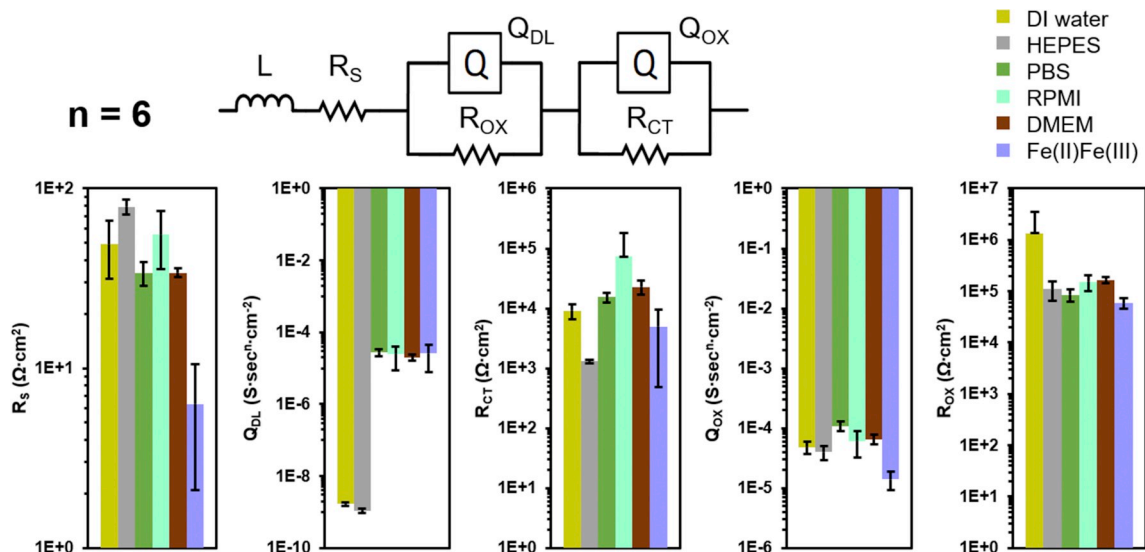 DI water
HEPES
PBS
RPMI
DMEM
Fe(II)Fe(III)
n = 6
L
R_S
Q_DL
Q
R_OX
Q_OX
Q
R_CT
R_S (Ω·cm²)
1E+2
1E+1
1E+0
Q_DL (S·secⁿ·cm⁻²)
1E+0
1E-2
1E-4
1E-6
1E-8
1E-10
R_CT (Ω·cm²)
1E+6
1E+5
1E+4
1E+3
1E+2
1E+1
1E+0
Q_OX (S·secⁿ·cm⁻²)
1E+0
1E-1
1E-2
1E-3
1E-4
1E-5
1E-6
R_OX (Ω·cm²)
1E+7
1E+6
1E+5
1E+4
1E+3
1E+2
1E+1
1E+0